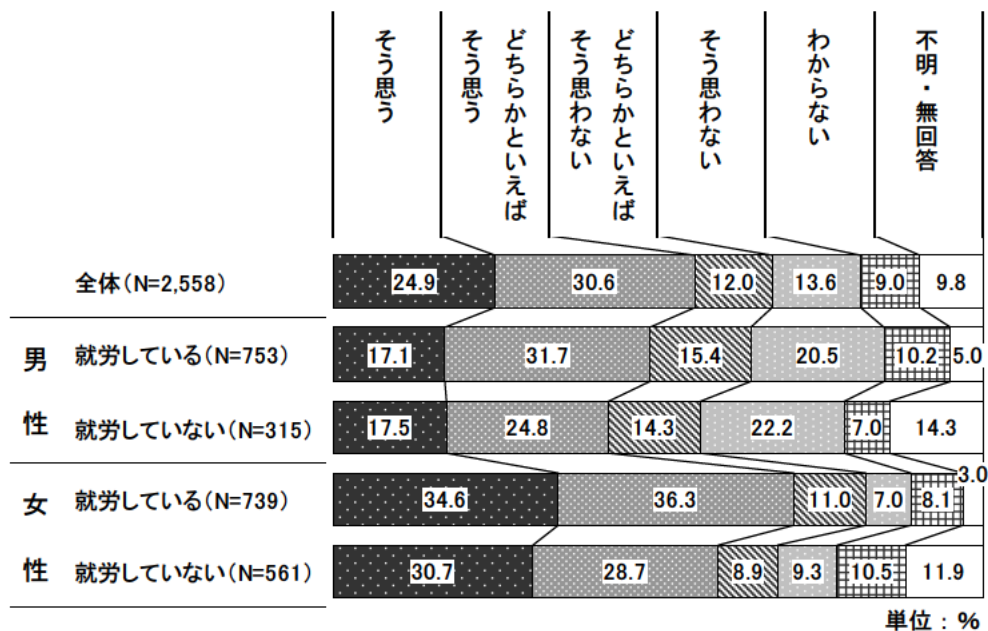 そう思う
どちらかといえば
そう思う
どちらかといえば
そう思わない
そう思わない
わからない
不明・無回答
全体（N=2,558）
24.9
30.6
12.0
13.6
9.0
9.8
男性
就労している（N=753）
17.1
31.7
15.4
20.5
10.2
5.0
就労していない（N=315）
17.5
24.8
14.3
22.2
7.0
14.3
女性
就労している（N=739）
34.6
36.3
11.0
7.0
8.1
3.0
就労していない（N=561）
30.7
28.7
8.9
9.3
10.5
11.9
単位：％